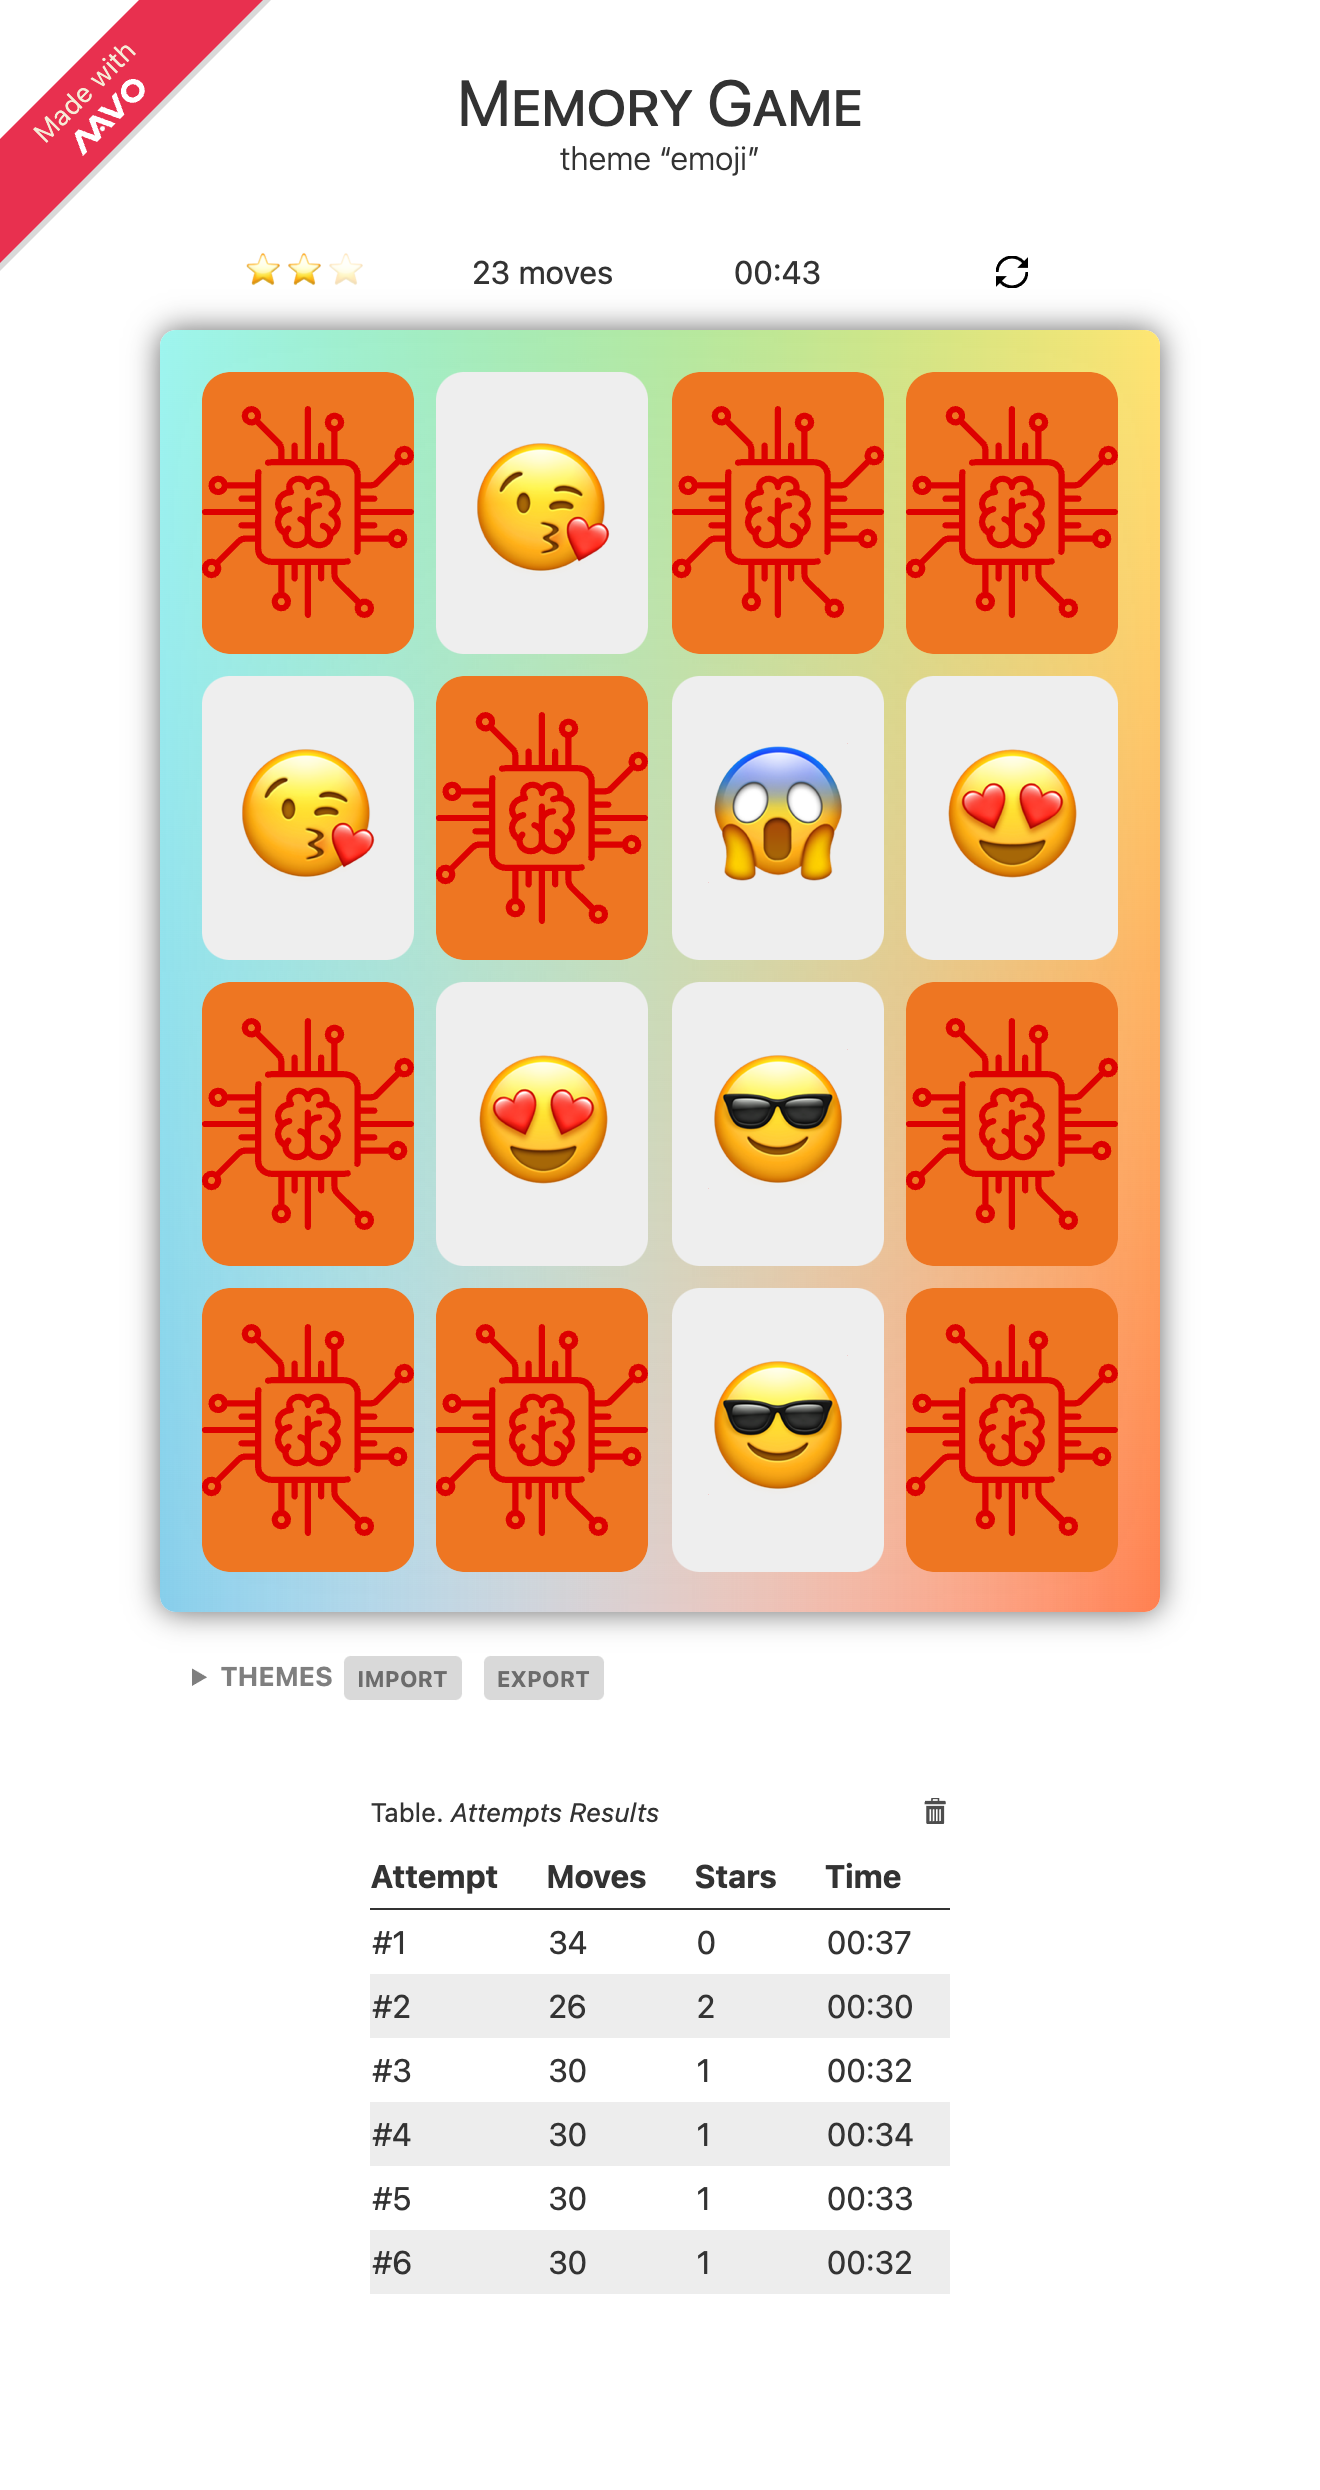 Made with
MAVO
Memory Game
theme “emoji”
23 moves 00:43
THEMES IMPORT EXPORT
Table. Attempts Results
Attempt Moves Stars Time
#1 34 0 00:37
#2 26 2 00:30
#3 30 1 00:32
#4 30 1 00:34
#5 30 1 00:33
#6 30 1 00:32